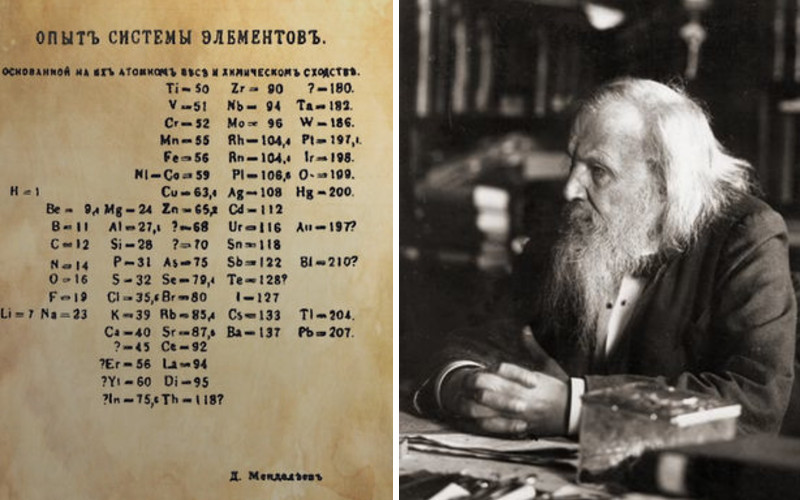 ОПЫТЪ СИСТЕМЫ ЭЛЕМЕНТОВЪ.
ОСНОВАННОЙ НА ИХЪ АТОМНОМЪ ВѢСѢ И ХИМИЧЕСКОМЪ СХОДСТВѢ.
Ti=50 Zr=90 ?=180.
V=51 Nb=94 Ta=182.
Cr=52 Mo=96 W=186.
Mn=55 Rh=104,4 Pt=197,1.
Fe=56 Rn=104,4 Ir=198.
Ni=Co=59 Pl=106,6 O-=199.
H=1 Cu=63,4 Ag=108 Hg=200.
Be=9,4 Mg=24 Zn=65,2 Cd=112
B=11 Al=27,1 ?=68 Ur=116 Au=197?
C=12 Si=28 ?=70 Sn=118
N=14 P=31 As=75 Sb=122 Bi=210?
O=16 S=32 Se=79,4 Te=128?
F=19 Cl=35,5 Br=80 I=127
Li=7 Na=23 K=39 Rb=85,4 Cs=133 Tl=204.
Ca=40 Sr=87,6 Ba=137 Pb=207.
?=45 Ce=92
?Er=56 La=94
?Yt=60 Di=95
?In=75,6 Th=118?
Д. Менделѣевъ